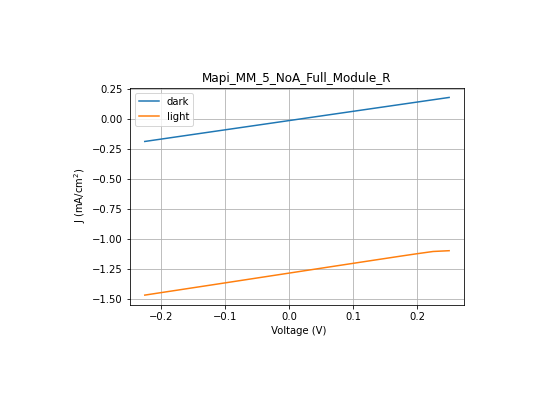 Mapi_MM_5_NoA_Full_Module_R
dark
light
0.25
0.00
−0.25
−0.50
−0.75
−1.00
−1.25
−1.50
J (mA/cm²)
−0.2
−0.1
0.0
0.1
0.2
Voltage (V)